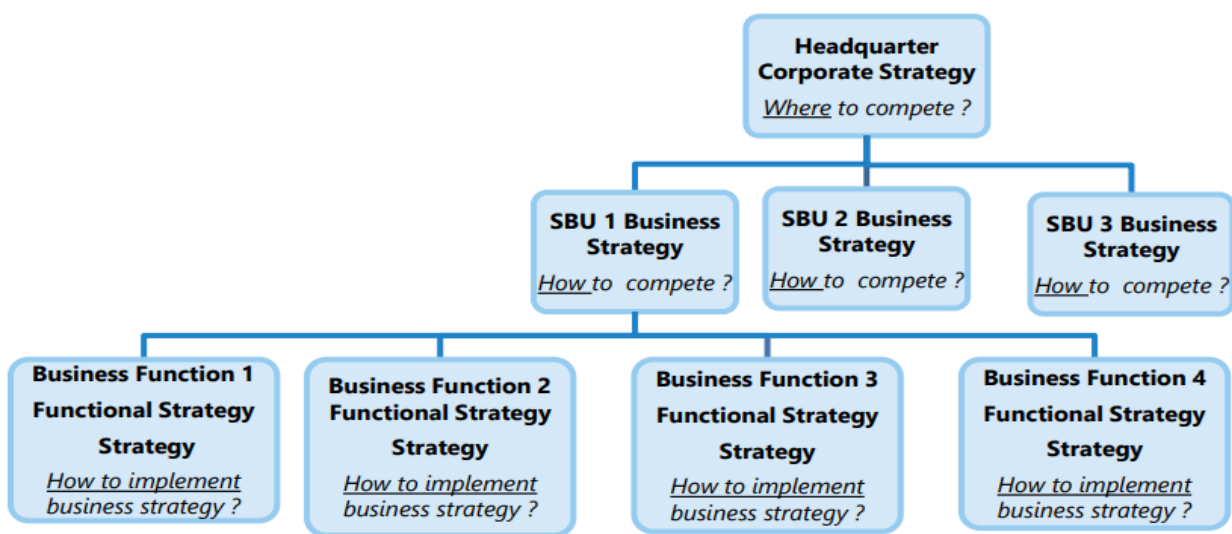 Headquarter
Corporate Strategy
Where to compete ?
SBU 1 Business
Strategy
How to compete ?
SBU 2 Business
Strategy
How to compete ?
SBU 3 Business
Strategy
How to compete ?
Business Function 1
Functional Strategy
Strategy
How to implement
business strategy ?
Business Function 2
Functional Strategy
Strategy
How to implement
business strategy ?
Business Function 3
Functional Strategy
Strategy
How to implement
business strategy ?
Business Function 4
Functional Strategy
Strategy
How to implement
business strategy ?